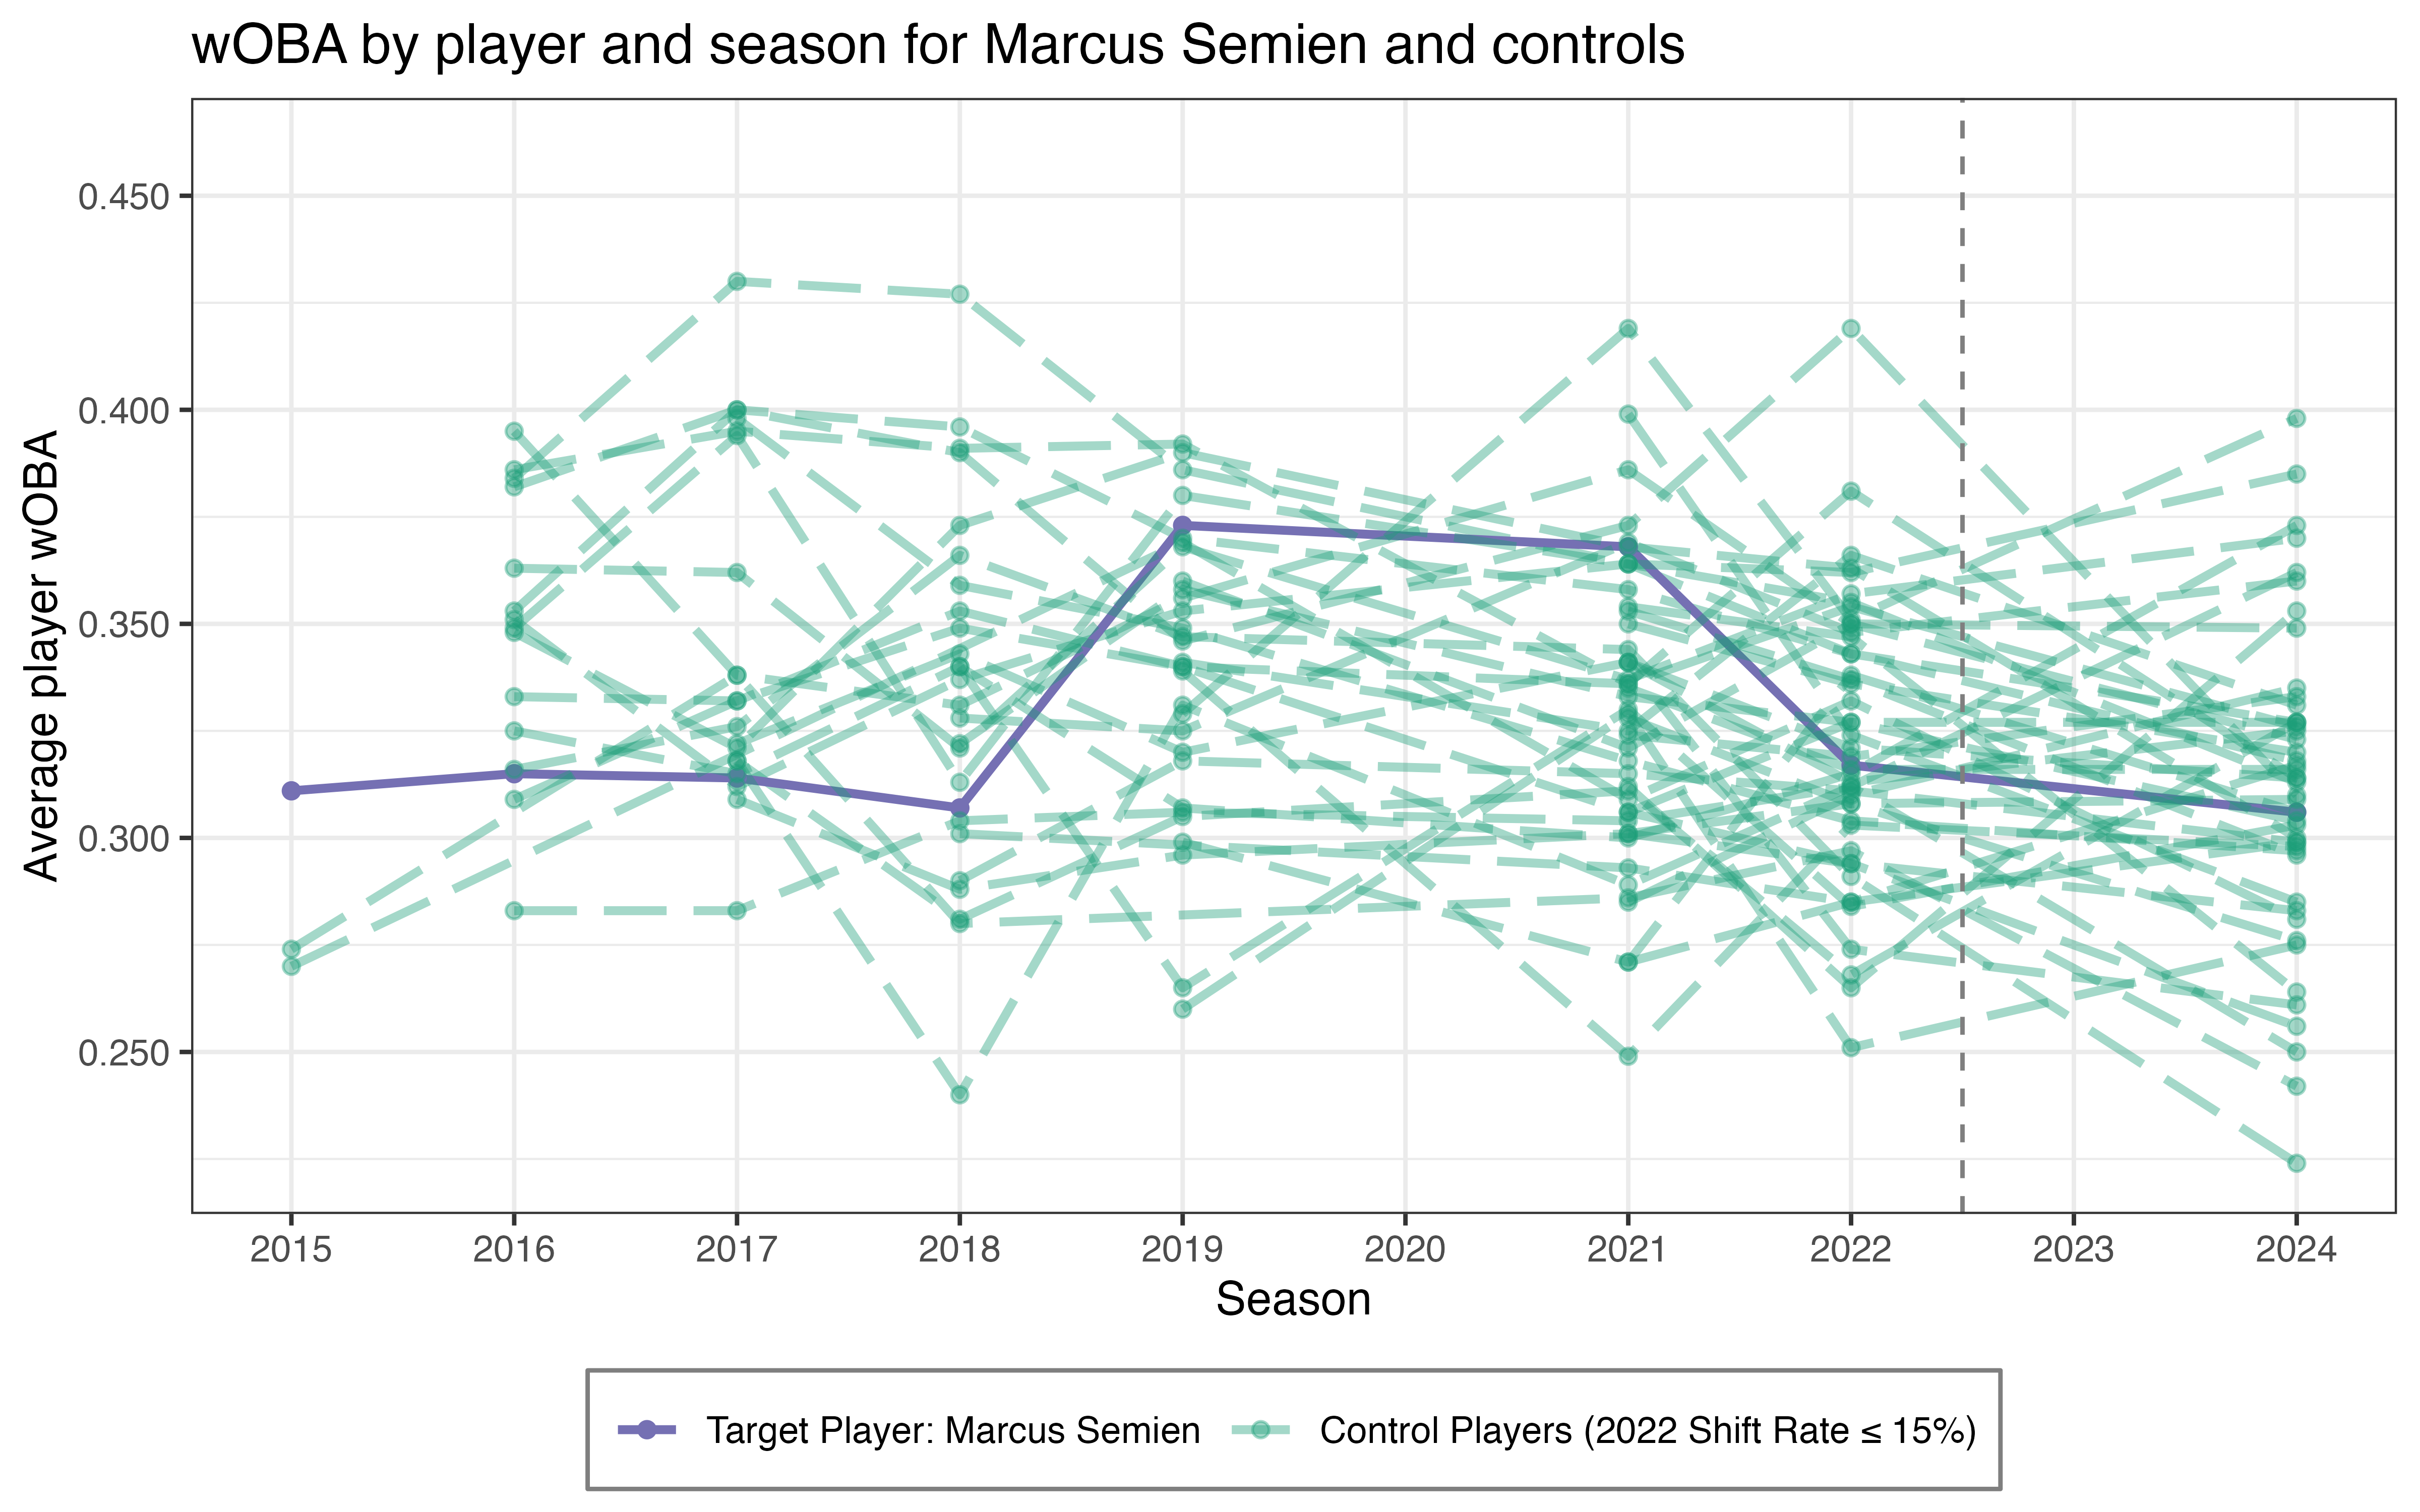 wOBA by player and season for Marcus Semien and controls
Average player wOBA
0.450
0.400
0.350
0.300
0.250
2015 2016 2017 2018 2019 2020 2021 2022 2023 2024
Season
Target Player: Marcus Semien Control Players (2022 Shift Rate ≤ 15%)